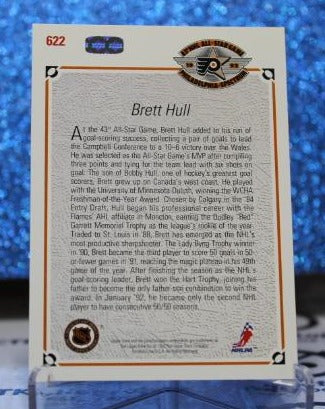 622
Brett Hull
At the 43rd All-Star Game, Brett Hull added to his run of
goal-scoring success, collecting a pair of goals to lead
the Campbell Conference to a 10-6 victory over the Wales.
He was selected as the All-Star Game's MVP after compiling
three points and tying for the team lead with six shots on
goal. The son of Bobby Hull, one of hockey's greatest goal
scorers, Brett grew up on Canada's west coast. He played
with the University of Minnesota-Duluth, winning the WCHA
Freshman-of-the-Year Award. Chosen by Calgary in the '84
Entry Draft, Hull began his professional career with the
Flames' AHL affiliate in Moncton, earning the Dudley "Red"
Garrett Memorial Trophy as the league's rookie of the year.
Traded to St. Louis in '88, Brett has emerged as the NHL's
most productive sharpshooter. The Lady Byng Trophy winner
in '90, Brett became the third player to score 50 goals in 50-
or-fewer games in '91, reaching the magic plateau in his 49th
game of the year. After finishing the season as the NHL's
goal-scoring leader, Brett won the Hart Trophy, joining his
father to become the only father-son combination to win the
award. In January '92, he became only the second NHL
player to have consecutive 50/50 seasons.
NHL
NHLPA